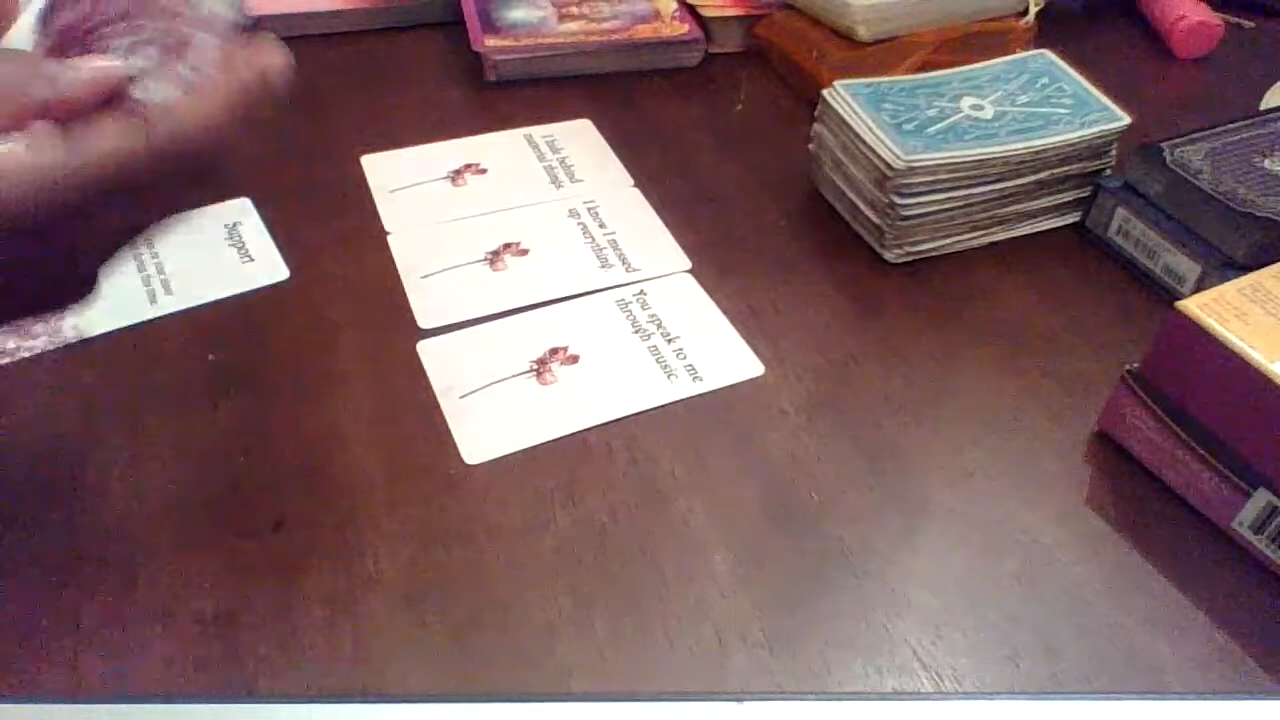 I hide behind
material things.
I know I messed
up everything.
You speak to me
through music.
Support